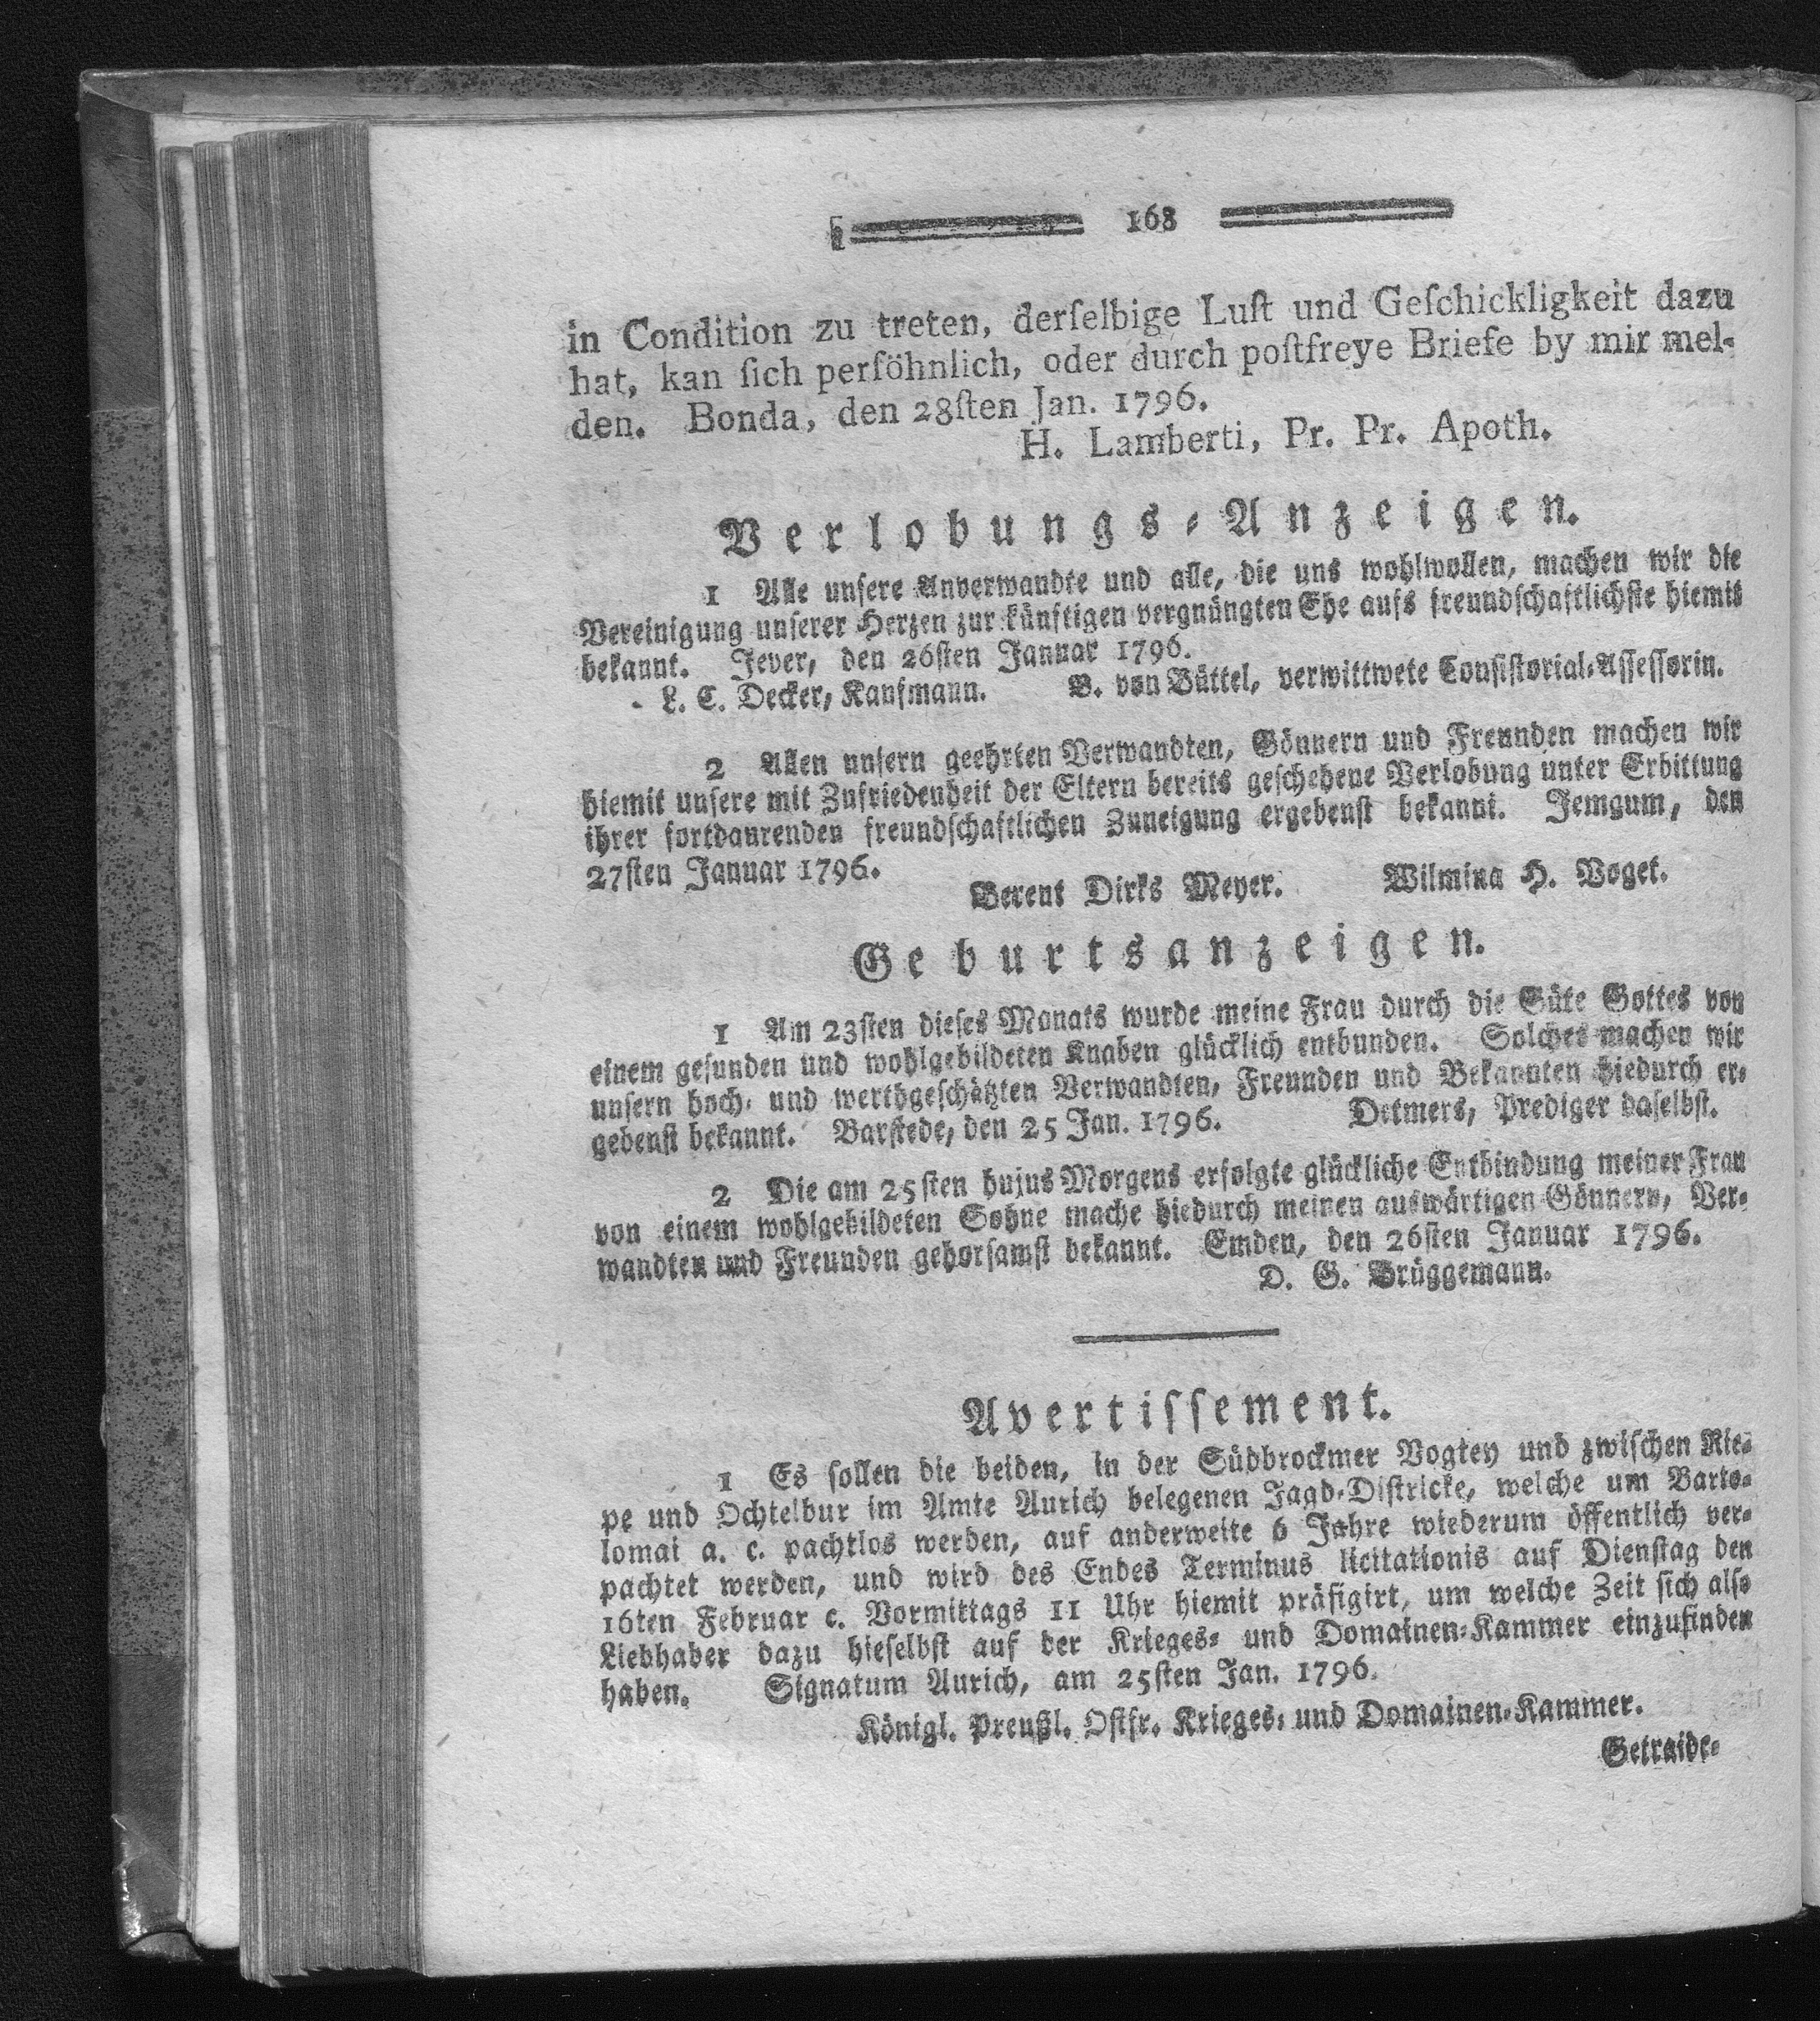 168
in Condition zu treten, derſelbige Luſt und Geſchickligkeit dazu
hat, kan ſich perſöhnlich, oder durch poſtfreye Briefe by mir mel-
den. Bonda, den 28ſten Jan. 1796.
H. Lamberti, Pr. Pr. Apoth.
Verlobungs-Anzeigen.
1 Alle unſere Anverwandte und alle, die uns wohlwollen, machen wir die
Vereinigung unſerer Herzen zur künftigen vergnüngten Ehe aufs freundſchaftlichſte hiemit
bekannt. Jever, den 26ſten Januar 1796.
L. C. Decker, Kaufmann. B. von Büttel, verwittwete Conſiſtorial-Aſſeſſorin.
2 Allen unſern geehrten Verwandten, Gönnern und Freunden machen wir
hiemit unſere mit Zufriedenheit der Eltern bereits geſchehene Verlobung unter Erbittung
ihrer fortdaurenden freundſchaftlichen Zuneigung ergebenſt bekannt. Jemgum, den
27ſten Januar 1796.
Berent Dirks Meyer. Wilmina H. Voget.
Geburtsanzeigen.
1 Am 23ſten dieſes Monats wurde meine Frau durch die Güte Gottes von
einem geſunden und wohlgebildeten Knaben glücklich entbunden. Solches machen wir
unſern hoch- und werthgeſchätzten Verwandten, Freunden und Bekannten hiedurch er-
gebenſt bekannt. Barſtede, den 25 Jan. 1796. Detmers, Prediger daſelbſt.
2 Die am 25ſten hujus Morgens erfolgte glückliche Entbindung meiner Frau
von einem wohlgebildeten Sohne mache hiedurch meinen auswärtigen Gönnern, Ver-
wandten und Freunden gehorſamſt bekannt. Emden, den 26ſten Januar 1796.
D. G. Brüggemann.
Avertiſſement.
1 Es ſollen die beiden, in der Südbrockmer Vogtey und zwiſchen Rie-
pe und Ochtelbur im Amte Aurich belegenen Jagd-Diſtricke, welche um Barto-
lomai a. c. pachtlos werden, auf anderweite 6 Jahre wiederum öffentlich ver-
pachtet werden, und wird des Endes Terminus licitationis auf Dienſtag den
16ten Februar c. Vormittags 11 Uhr hiemit präfigirt, um welche Zeit ſich alſo
Liebhaber dazu hieſelbſt auf der Krieges- und Domainen-Kammer einzufinden
haben. Signatum Aurich, am 25ſten Jan. 1796.
Königl. Preußl. Oſtfr. Krieges- und Domainen-Kammer.
Getraide-